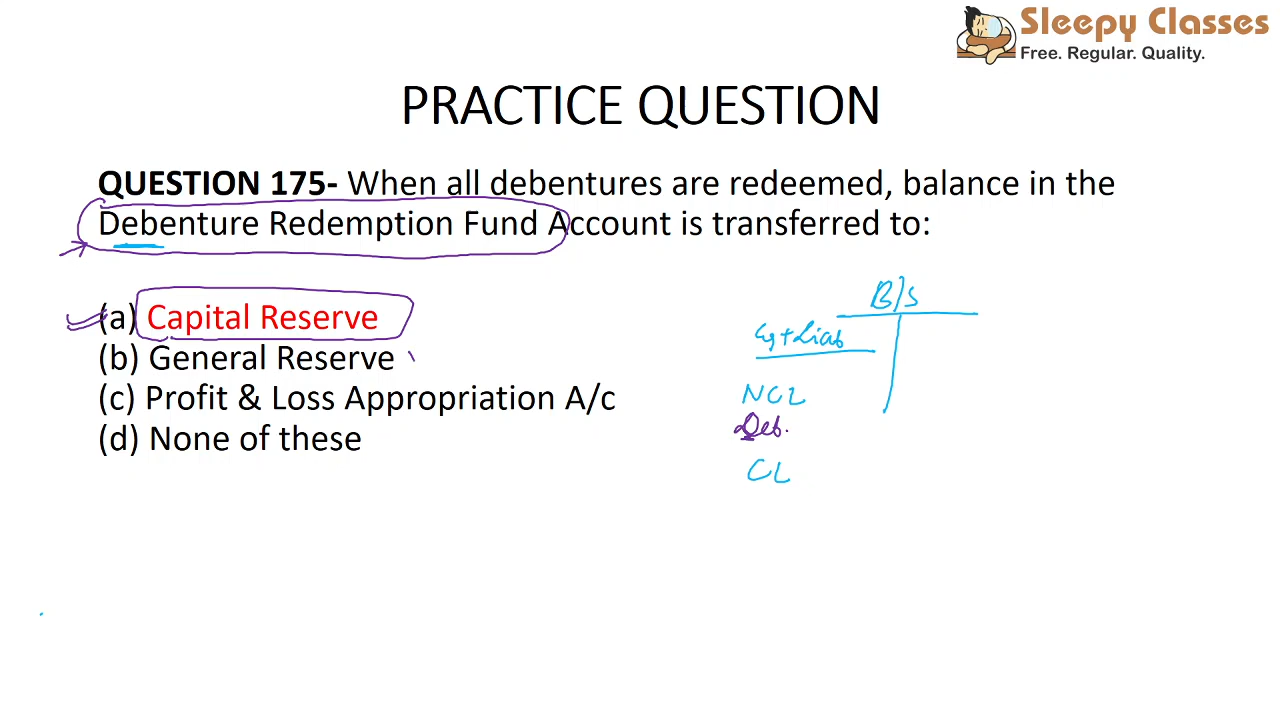 Sleepy Classes
Free. Regular. Quality.
PRACTICE QUESTION
QUESTION 175- When all debentures are redeemed, balance in the
Debenture Redemption Fund Account is transferred to:
(a) Capital Reserve
(b) General Reserve
(c) Profit & Loss Appropriation A/c
(d) None of these
B/S
Eq + Liab
NCL
Deb.
CL